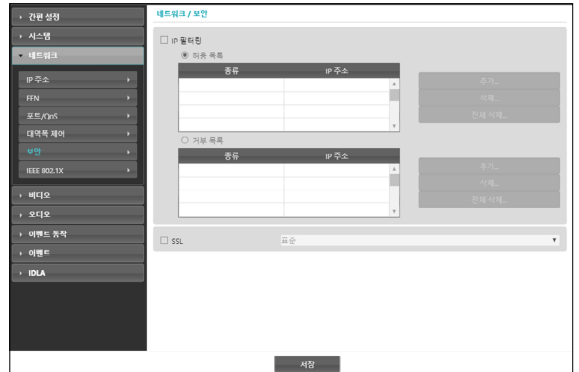 간편 설정
시스템
네트워크
IP 주소
FEN
포트/QoS
대역폭 제어
보안
IEEE 802.1X
비디오
오디오
이벤트 동작
이벤트
IDLA
네트워크 / 보안
IP 필터링
허용 목록
종류 IP 주소
추가...
삭제...
전체 삭제...
거부 목록
종류 IP 주소
추가...
삭제...
전체 삭제...
SSL 표준
저장